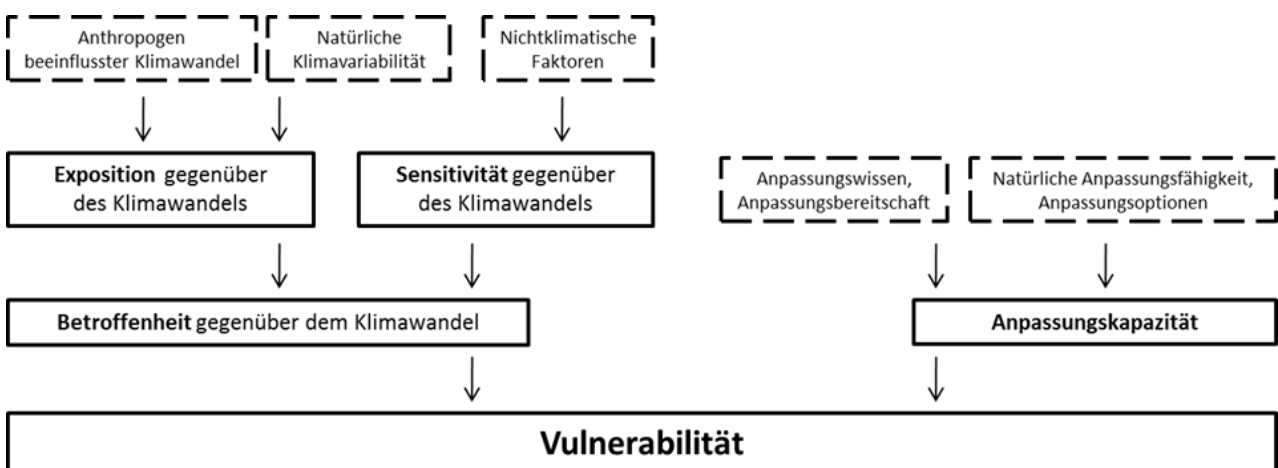 Anthropogen
beeinflusster Klimawandel
Natürliche
Klimavariabilität
Nichtklimatische
Faktoren
Exposition gegenüber
des Klimawandels
Sensitivität gegenüber
des Klimawandels
Anpassungswissen,
Anpassungsbereitschaft
Natürliche Anpassungsfähigkeit,
Anpassungsoptionen
Betroffenheit gegenüber dem Klimawandel
Anpassungskapazität
Vulnerabilität